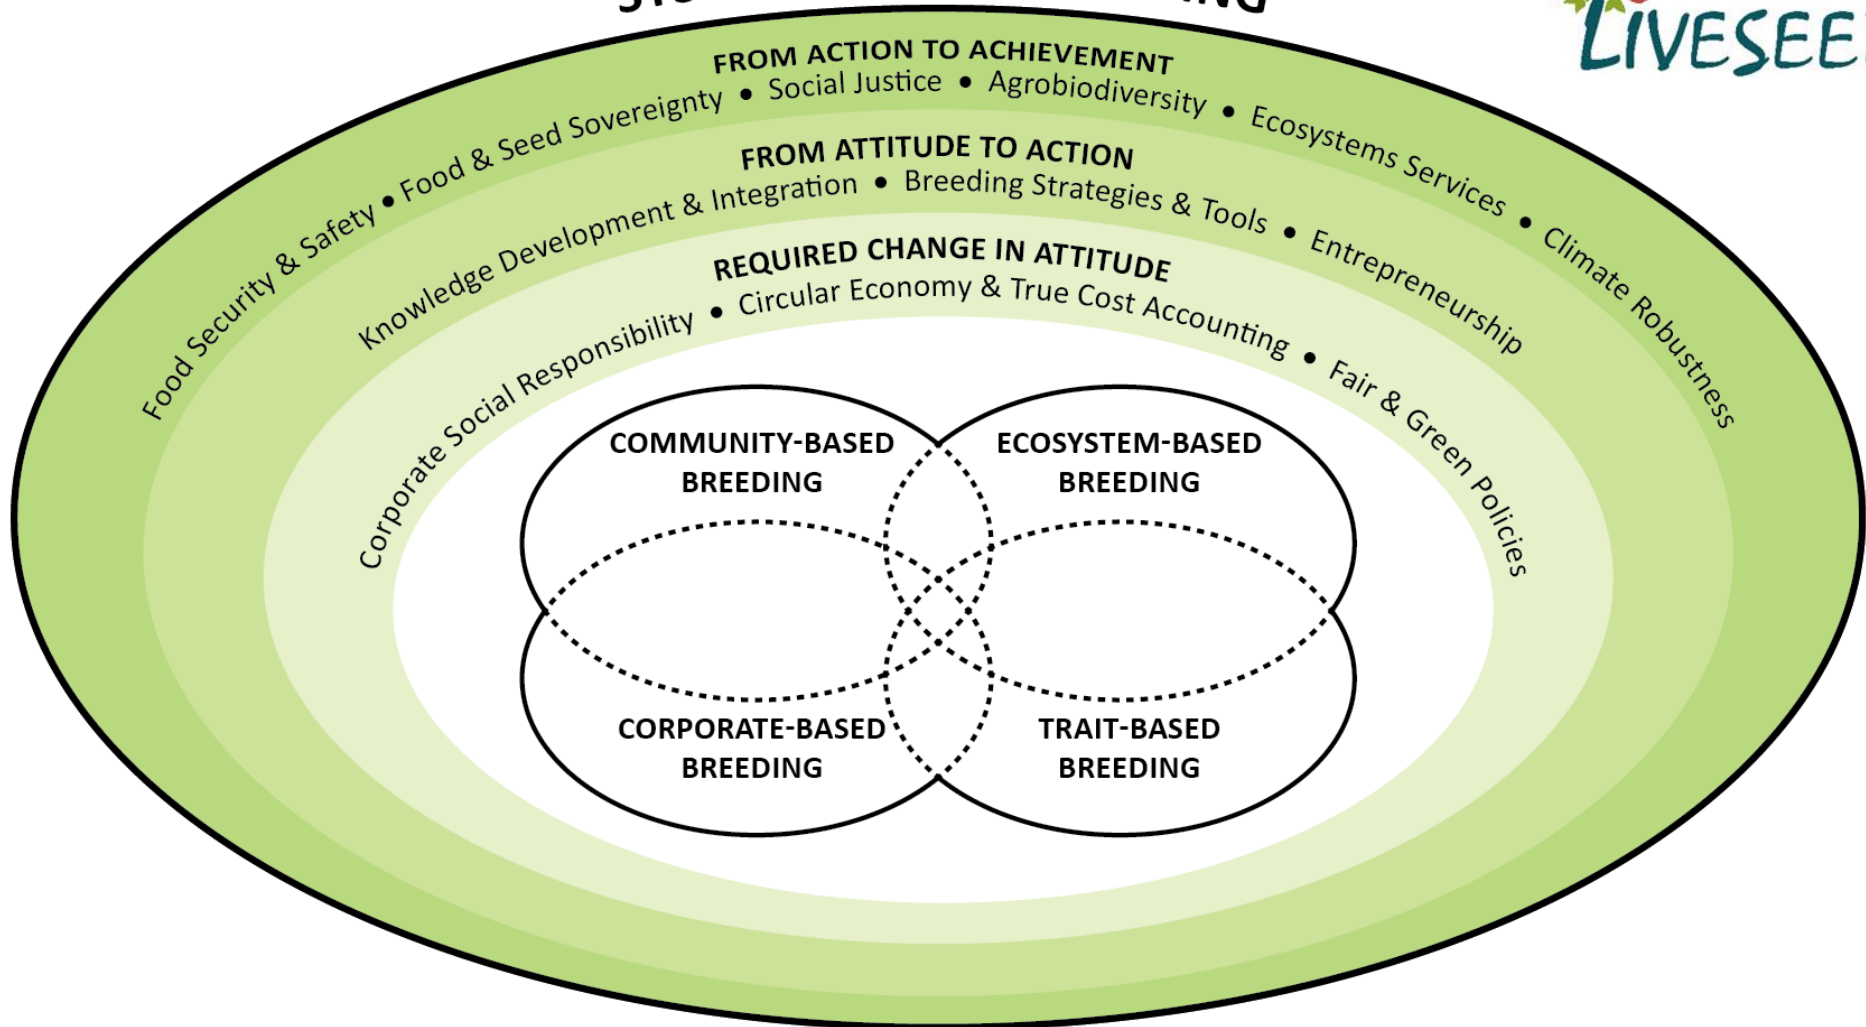 LIVESEE
FROM ACTION TO ACHIEVEMENT
Food Security & Safety • Food & Seed Sovereignty • Social Justice • Agrobiodiversity • Ecosystems Services • Climate Robustness
FROM ATTITUDE TO ACTION
Knowledge Development & Integration • Breeding Strategies & Tools • Entrepreneurship
REQUIRED CHANGE IN ATTITUDE
Corporate Social Responsibility • Circular Economy & True Cost Accounting • Fair & Green Policies
COMMUNITY-BASED
BREEDING
ECOSYSTEM-BASED
BREEDING
CORPORATE-BASED
BREEDING
TRAIT-BASED
BREEDING